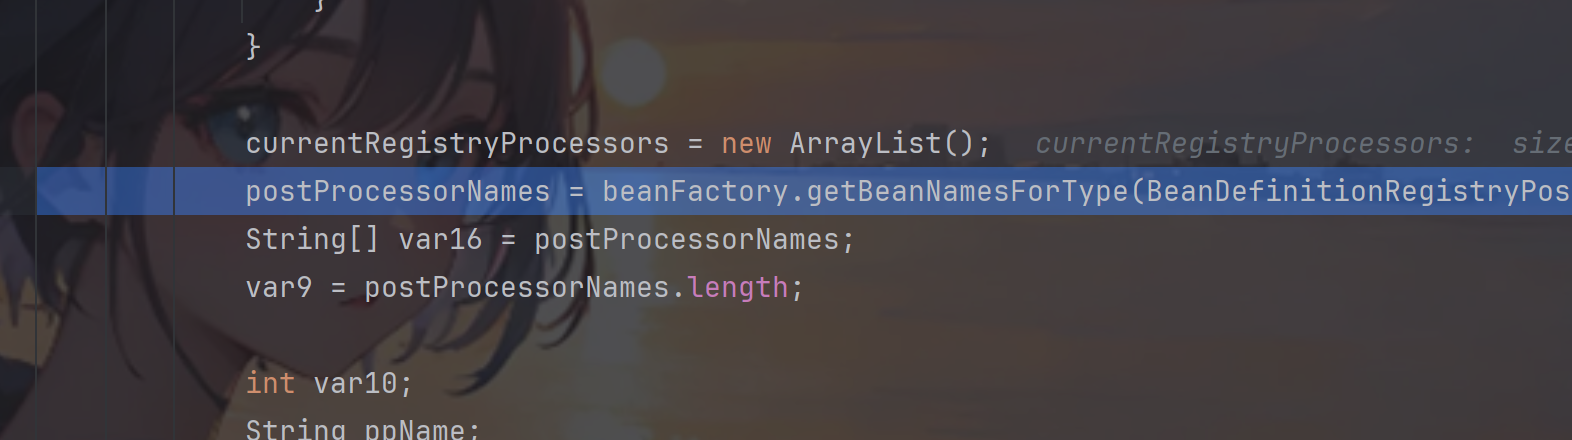 }
}
currentRegistryProcessors = new ArrayList();   currentRegistryProcessors:  size
postProcessorNames = beanFactory.getBeanNamesForType(BeanDefinitionRegistryPos
String[] var16 = postProcessorNames;
var9 = postProcessorNames.length;
int var10;
String ppName;